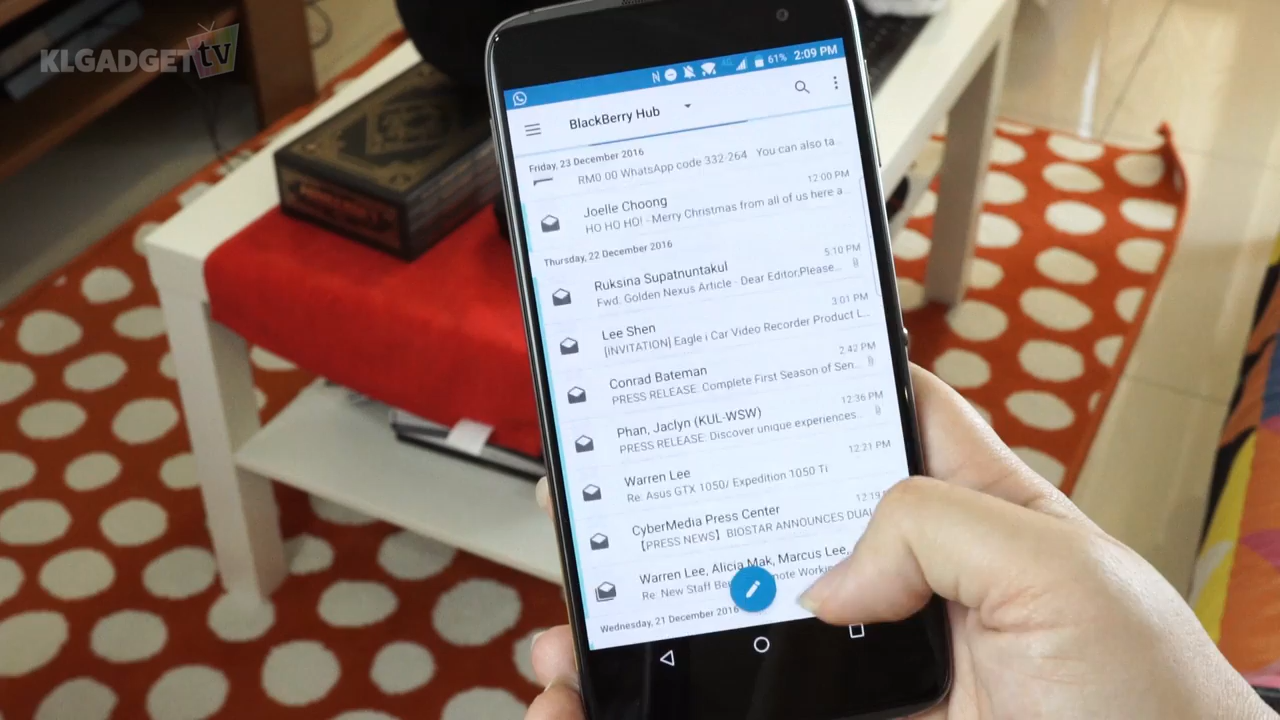 KLGADGET tv
61% 2:09 PM
BlackBerry Hub
Friday, 23 December 2016
RM0.00 WhatsApp code 332-264 You can also ta...
12:00 PM
Joelle Choong
HO HO HO! - Merry Christmas from all of us here a...
Thursday, 22 December 2016
5:10 PM
Ruksina Supatnuntakul
Fwd. Golden Nexus Article - Dear Editor,Please...
3:01 PM
Lee Shen
[INVITATION] Eagle i Car Video Recorder Product L...
2:42 PM
Conrad Bateman
PRESS RELEASE: Complete First Season of Sen...
12:36 PM
Phan, Jaclyn (KUL-WSW)
PRESS RELEASE: Discover unique experiences...
12:21 PM
Warren Lee
Re: Asus GTX 1050/ Expedition 1050 Ti
12:19
CyberMedia Press Center
【PRESS NEWS】BIOSTAR ANNOUNCES DUAL
Warren Lee, Alicia Mak, Marcus Lee,
Re: New Staff
Wednesday, 21 December 2016